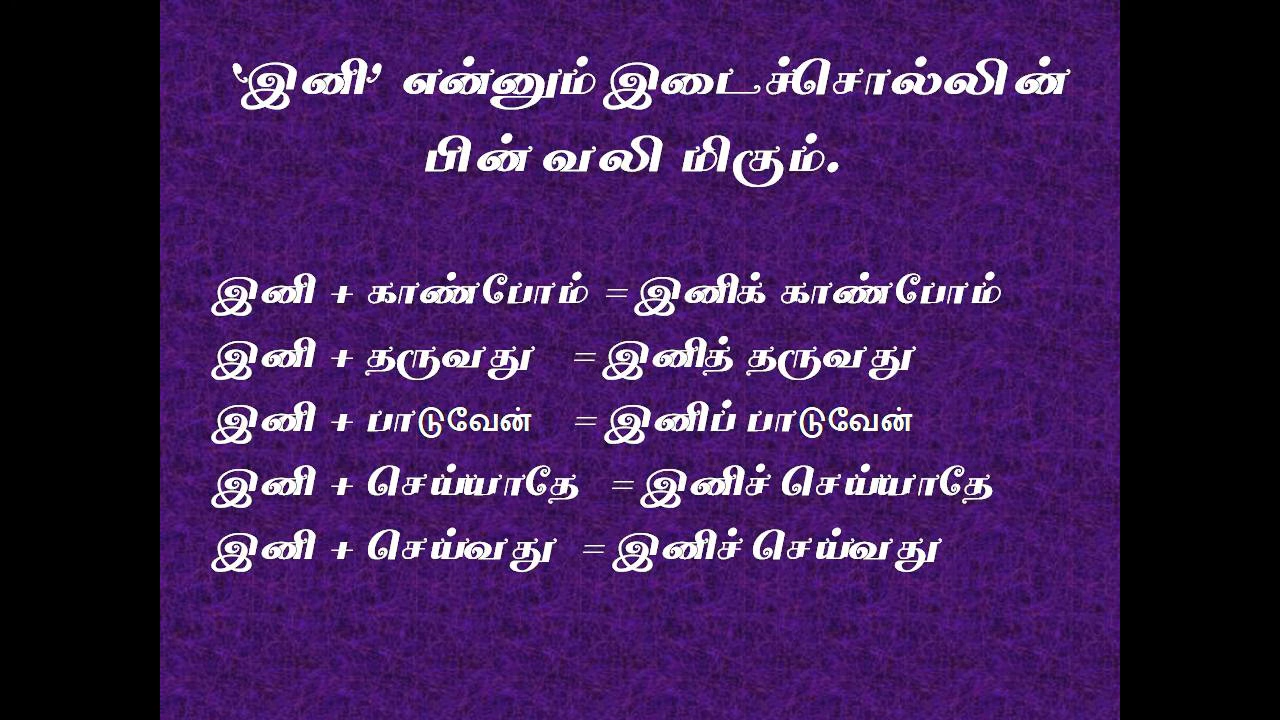 ‘இனி’ என்னும் இடைச்சொல்லின்
பின் வலி மிகும்.
இனி + காண்போம் = இனிக் காண்போம்
இனி + தருவது = இனித் தருவது
இனி + பாடுவேன் = இனிப் பாடுவேன்
இனி + செய்யாதே = இனிச் செய்யாதே
இனி + செய்வது = இனிச் செய்வது